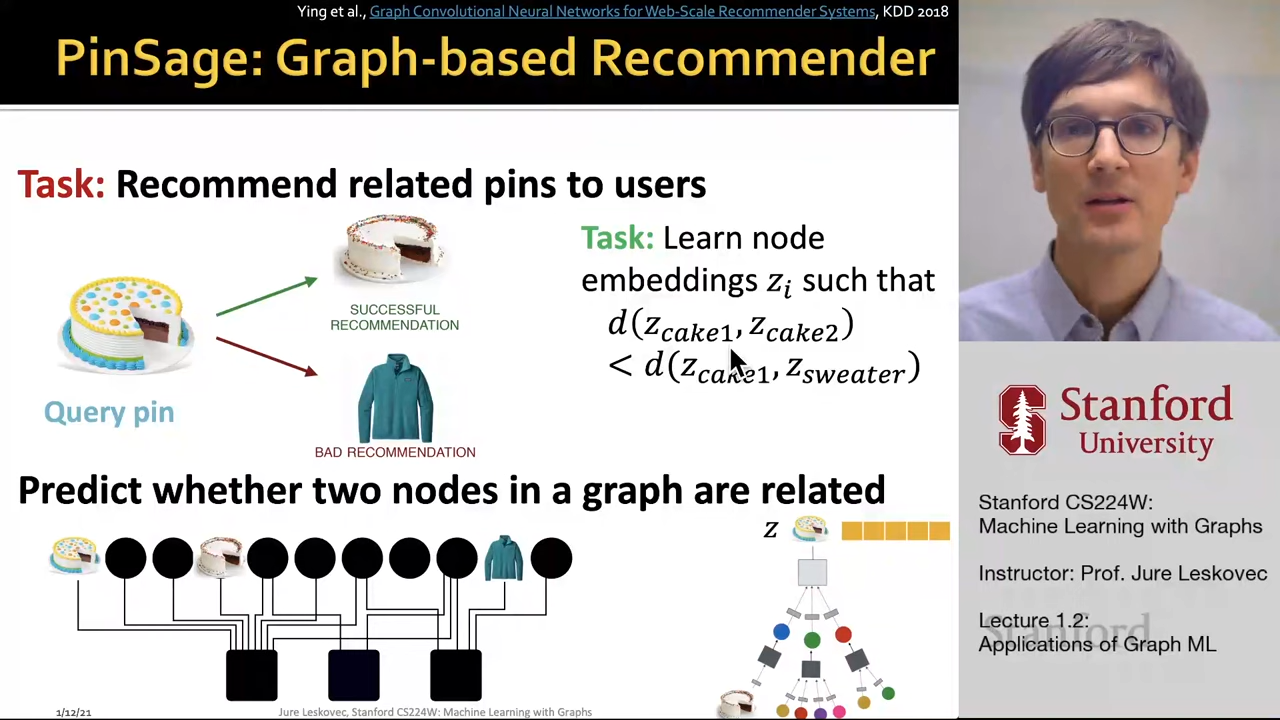 Ying et al., Graph Convolutional Neural Networks for Web-Scale Recommender Systems, KDD 2018
PinSage: Graph-based Recommender
Task: Recommend related pins to users
SUCCESSFUL
RECOMMENDATION
Query pin
BAD RECOMMENDATION
Task: Learn node
embeddings zᵢ such that
d(z_cake1, z_cake2)
< d(z_cake1, z_sweater)
Predict whether two nodes in a graph are related
z
1/12/21
Jure Leskovec, Stanford CS224W: Machine Learning with Graphs
Stanford
University
Stanford CS224W:
Machine Learning with Graphs
Instructor: Prof. Jure Leskovec
Lecture 1.2:
Stanford
Applications of Graph ML